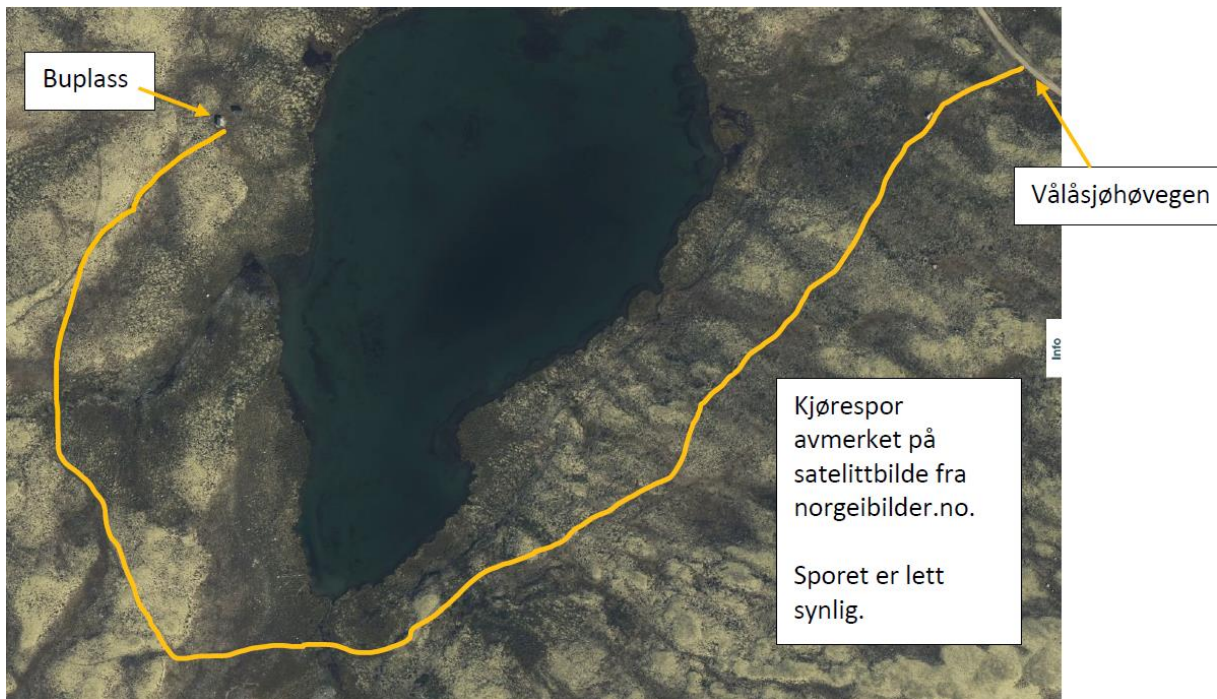 Buplass
Vålåsjøhøvegen
Info
Kjørespor
avmerket på
satelittbilde fra
norgeibilder.no.
Sporet er lett
synlig.